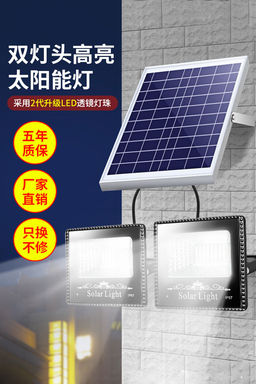 双灯头高亮
太阳能灯
采用2代升级LED透镜灯珠
五年
质保
厂家
直销
只换
不修
Solar Light
IP67
Solar Light
IP67